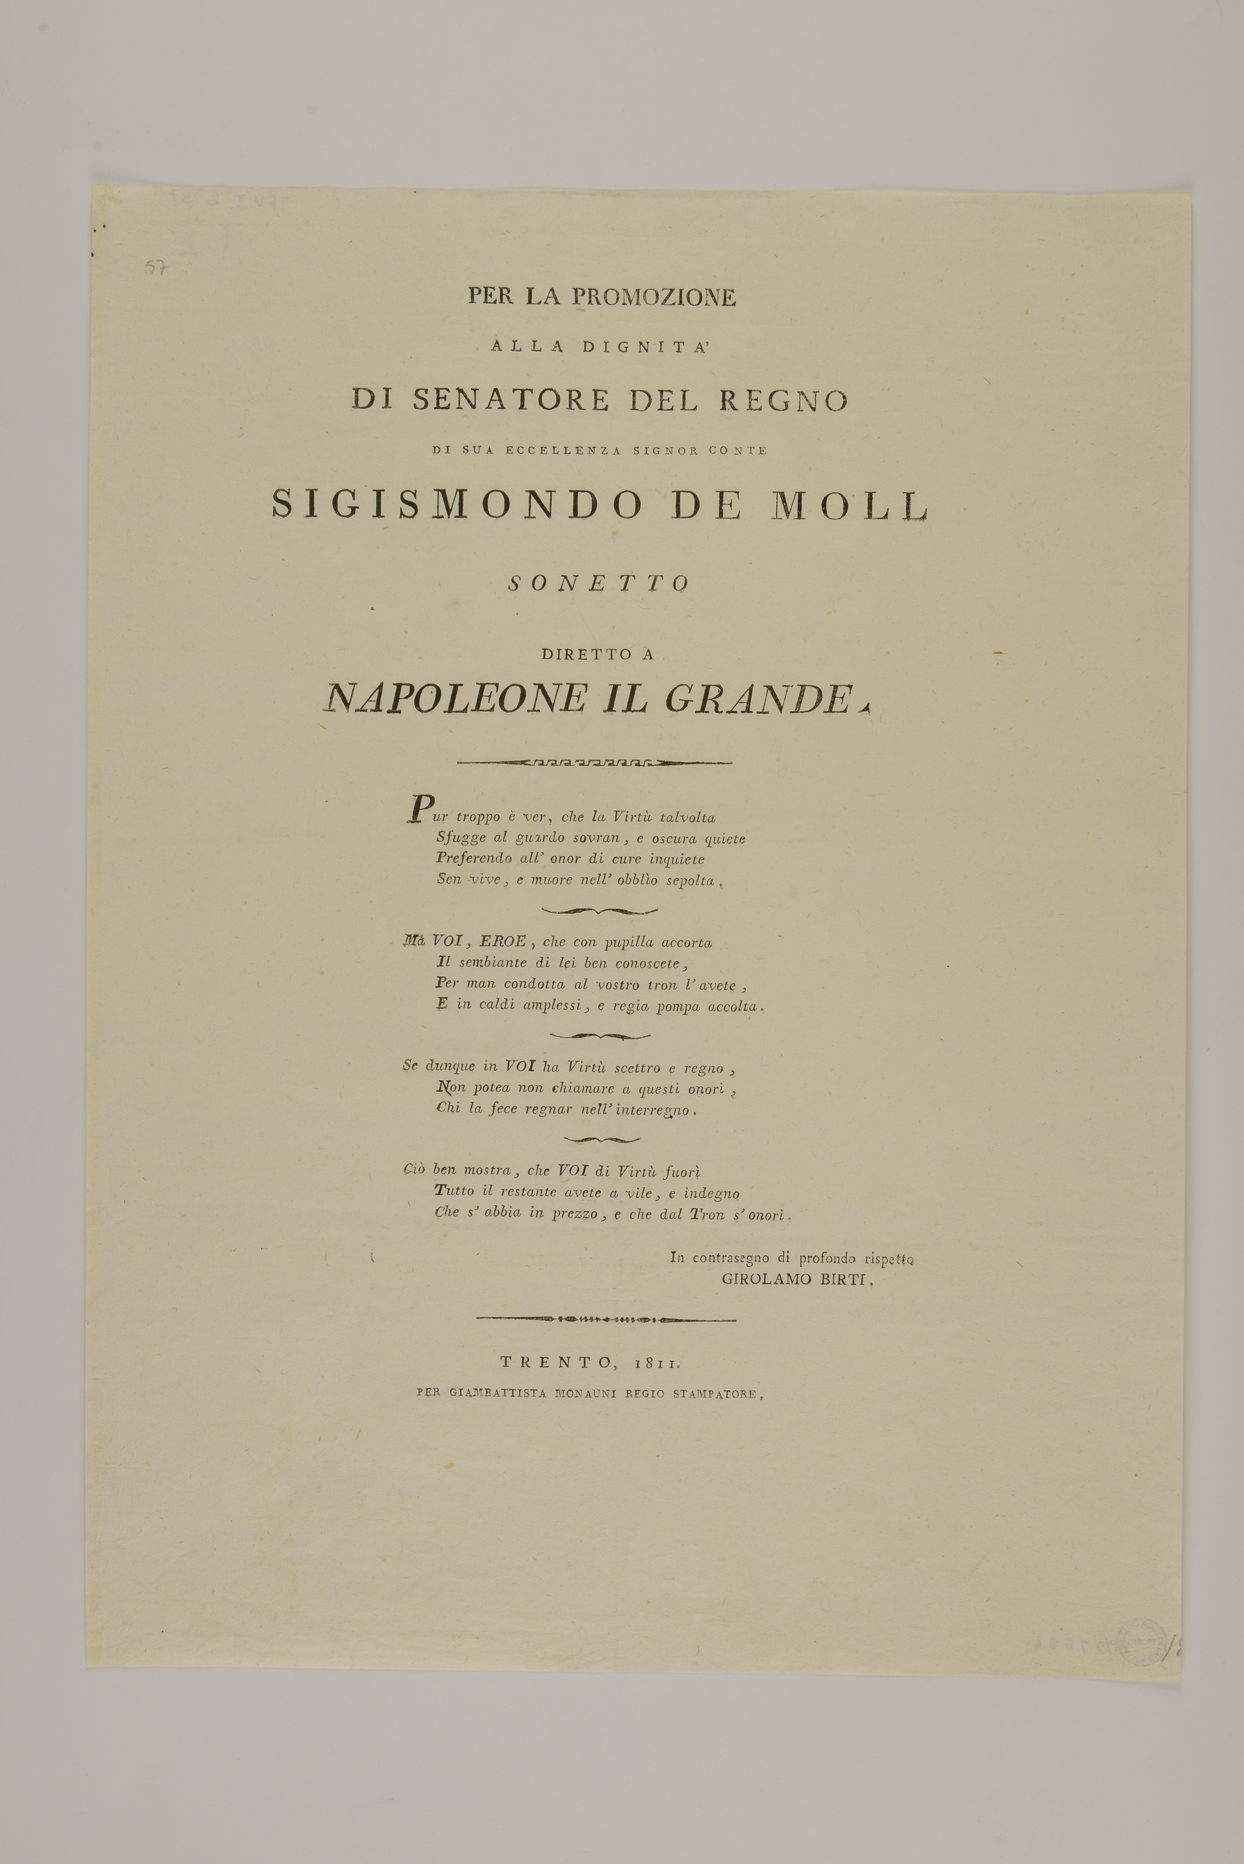 57
PER LA PROMOZIONE
ALLA DIGNITA'
DI SENATORE DEL REGNO
DI SUA ECCELLENZA SIGNOR CONTE
SIGISMONDO DE MOLL
SONETTO
DIRETTO A
NAPOLEONE IL GRANDE.
Pur troppo è ver, che la Virtù talvolta
Sfugge al guardo sovran, e oscura quiete
Preferendo all' onor di cure inquiete
Sen vive, e muore nell' obblìo sepolta.
Mà VOI, EROE, che con pupilla accorta
Il sembiante di lei ben conoscete,
Per man condotta al vostro tron l'avete,
E in caldi amplessi, e regia pompa accolta.
Se dunque in VOI ha Virtù scettro e regno,
Non potea non chiamare a questi onori,
Chi la fece regnar nell'interregno.
Ciò ben mostra, che VOI di Virtù fuori
Tutto il restante avete a vile, e indegno
Che s' abbia in prezzo, e che dal Tron s'onori.
In contrasegno di profondo rispetto
GIROLAMO BIRTI.
TRENTO, 1811.
PER GIAMBATTISTA MONAUNI REGIO STAMPATORE.